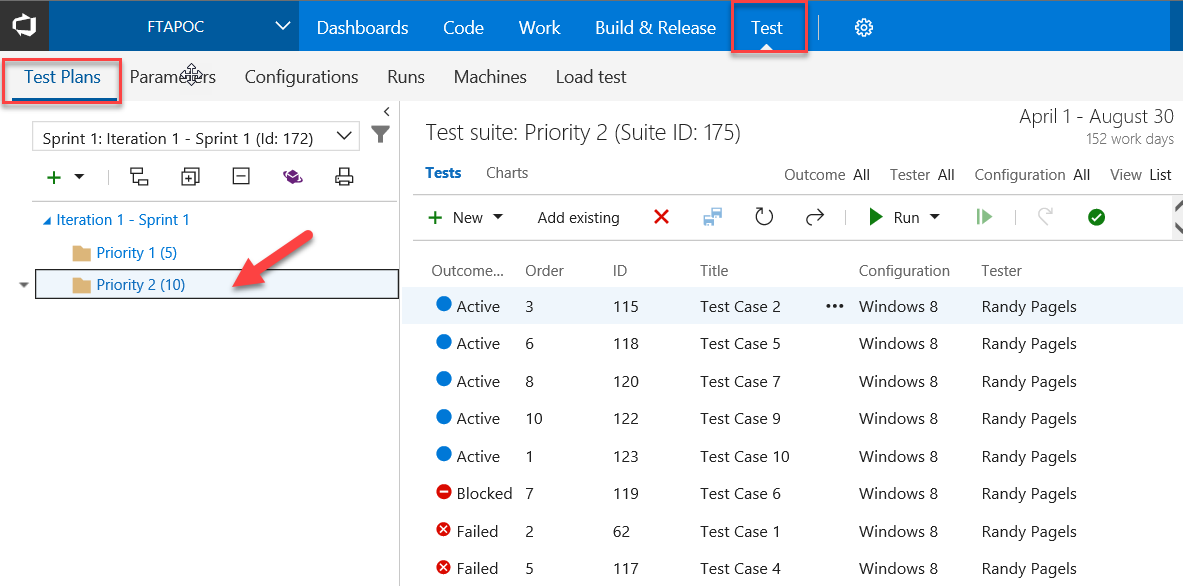 FTAPOC Dashboards Code Work Build & Release Test
Test Plans Parameters Configurations Runs Machines Load test
Sprint 1: Iteration 1 - Sprint 1 (Id: 172)
Iteration 1 - Sprint 1
Priority 1 (5)
Priority 2 (10)
Test suite: Priority 2 (Suite ID: 175)
April 1 - August 30
152 work days
Tests Charts Outcome All Tester All Configuration All View List
New Add existing Run
Outcome... Order ID Title Configuration Tester
Active 3 115 Test Case 2 ••• Windows 8 Randy Pagels
Active 6 118 Test Case 5 Windows 8 Randy Pagels
Active 8 120 Test Case 7 Windows 8 Randy Pagels
Active 10 122 Test Case 9 Windows 8 Randy Pagels
Active 1 123 Test Case 10 Windows 8 Randy Pagels
Blocked 7 119 Test Case 6 Windows 8 Randy Pagels
Failed 2 62 Test Case 1 Windows 8 Randy Pagels
Failed 5 117 Test Case 4 Windows 8 Randy Pagels